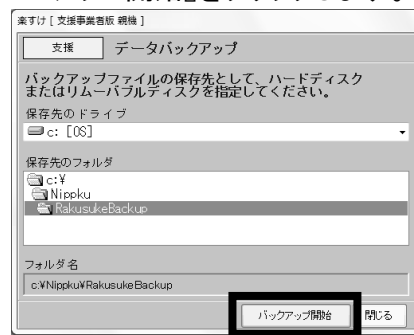 楽すけ [ 支援事業者版 親機 ]
支援
データバックアップ
バックアップファイルの保存先として、ハードディスク
またはリムーバブルディスクを指定してください。
保存先のドライブ
c: [OS]
保存先のフォルダ
c:¥
Nippku
RakusukeBackup
フォルダ名
c:¥Nippku¥RakusukeBackup
バックアップ開始
閉じる